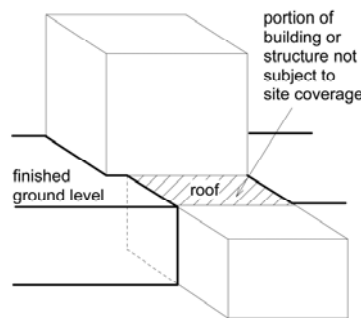 portion of
building or
structure not
subject to
site coverage
finished
ground level
roof